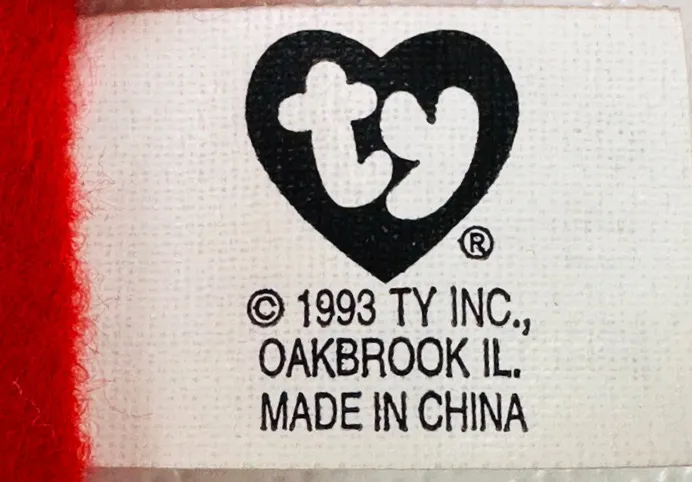 ty
®
© 1993 TY INC.,
OAKBROOK IL.
MADE IN CHINA